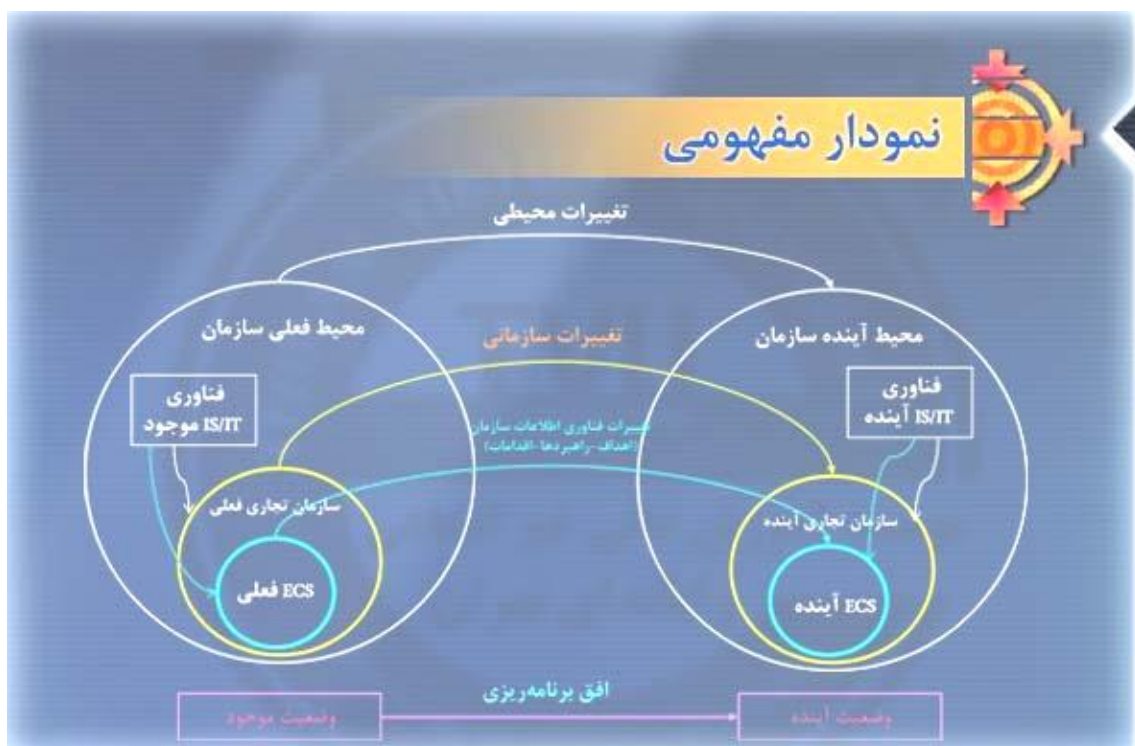 نمودار مفهومی
تغییرات محیطی
محیط آینده سازمان
محیط فعلی سازمان
تغییرات سازمانی
فناوری
IS/IT آینده
فناوری
IS/IT موجود
تغییرات فناوری اطلاعات سازمان
(اهداف-راهبردها-اقدامات)
سازمان تجاری آینده
سازمان تجاری فعلی
ECS آینده
ECS فعلی
افق برنامه‌ریزی
وضعیت آینده
وضعیت موجود